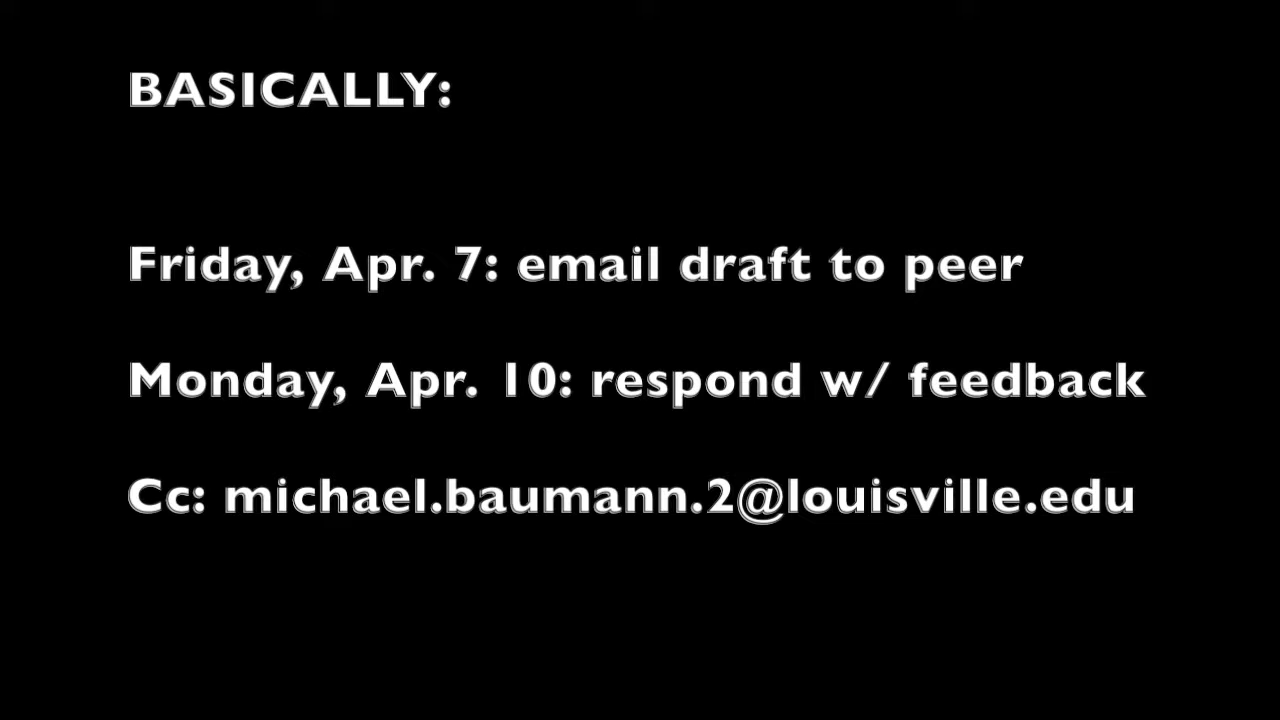 BASICALLY:
Friday, Apr. 7: email draft to peer
Monday, Apr. 10: respond w/ feedback
Cc: michael.baumann.2@louisville.edu